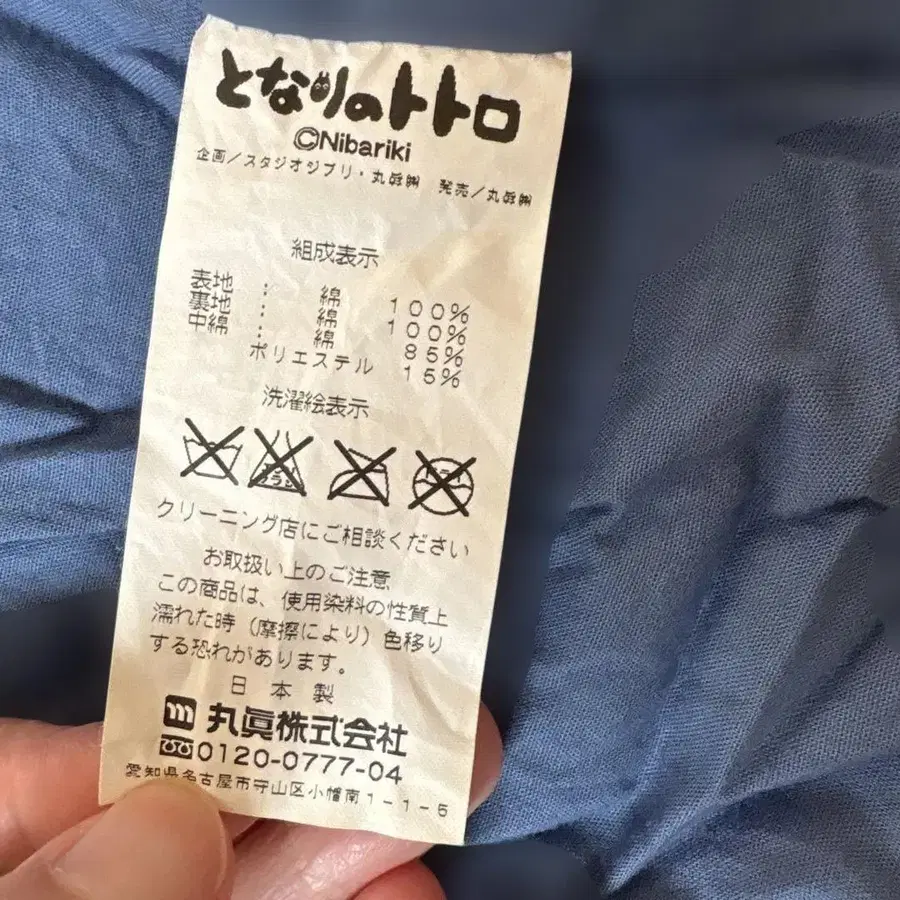 となりのトトロ
©Nibariki
企画/スタジオジブリ・丸眞㈱ 発売/丸眞㈱
組成表示
表地 : 綿 100%
裏地 : 綿 100%
中綿 : 綿 85%
ポリエステル 15%
洗濯絵表示
クリーニング店にご相談ください
お取扱い上のご注意
この商品は、使用染料の性質上
濡れた時(摩擦により)色移り
する恐れがあります。
日本製
m 丸眞株式会社
0120-0777-04
愛知県名古屋市守山区小幡南1-1-5